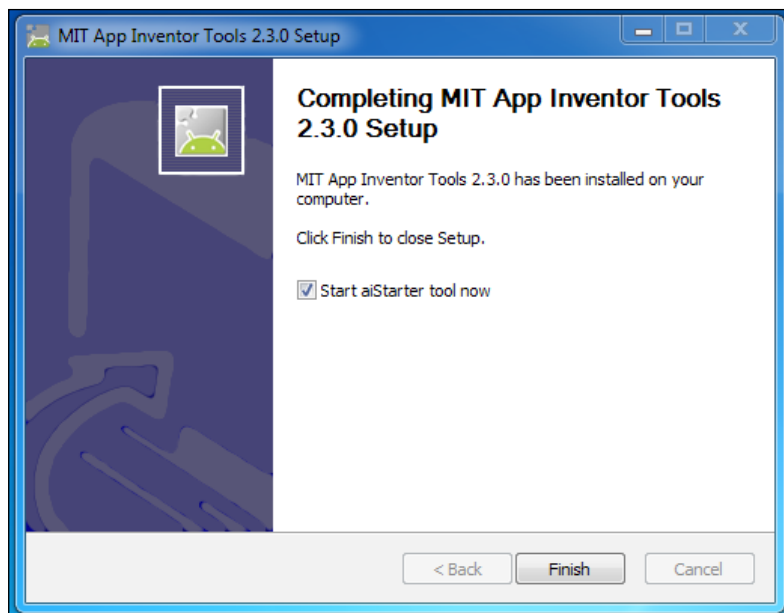 MIT App Inventor Tools 2.3.0 Setup
Completing MIT App Inventor Tools
2.3.0 Setup
MIT App Inventor Tools 2.3.0 has been installed on your
computer.
Click Finish to close Setup.
Start aiStarter tool now
< Back Finish Cancel